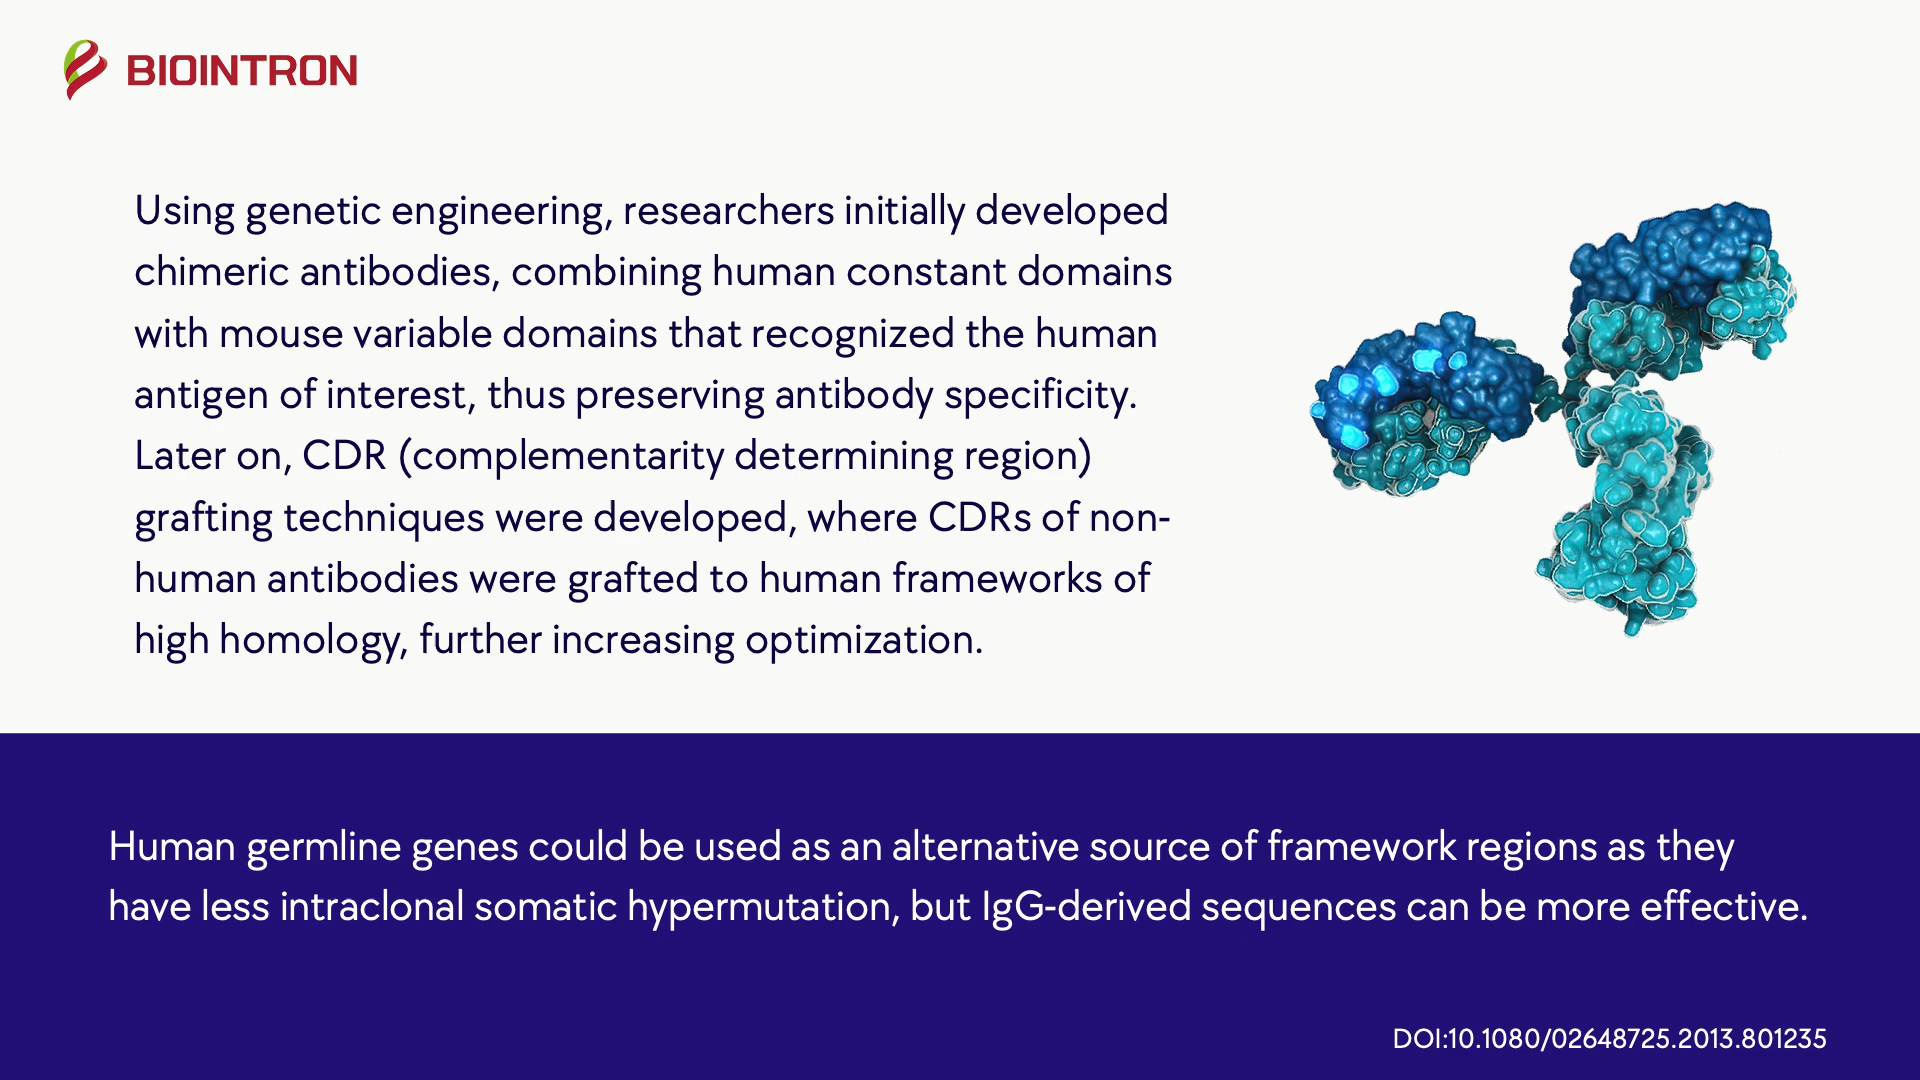 BIOINTRON
Using genetic engineering, researchers initially developed
chimeric antibodies, combining human constant domains
with mouse variable domains that recognized the human
antigen of interest, thus preserving antibody specificity.
Later on, CDR (complementarity determining region)
grafting techniques were developed, where CDRs of non-
human antibodies were grafted to human frameworks of
high homology, further increasing optimization.
Human germline genes could be used as an alternative source of framework regions as they
have less intraclonal somatic hypermutation, but IgG-derived sequences can be more effective.
DOI:10.1080/02648725.2013.801235